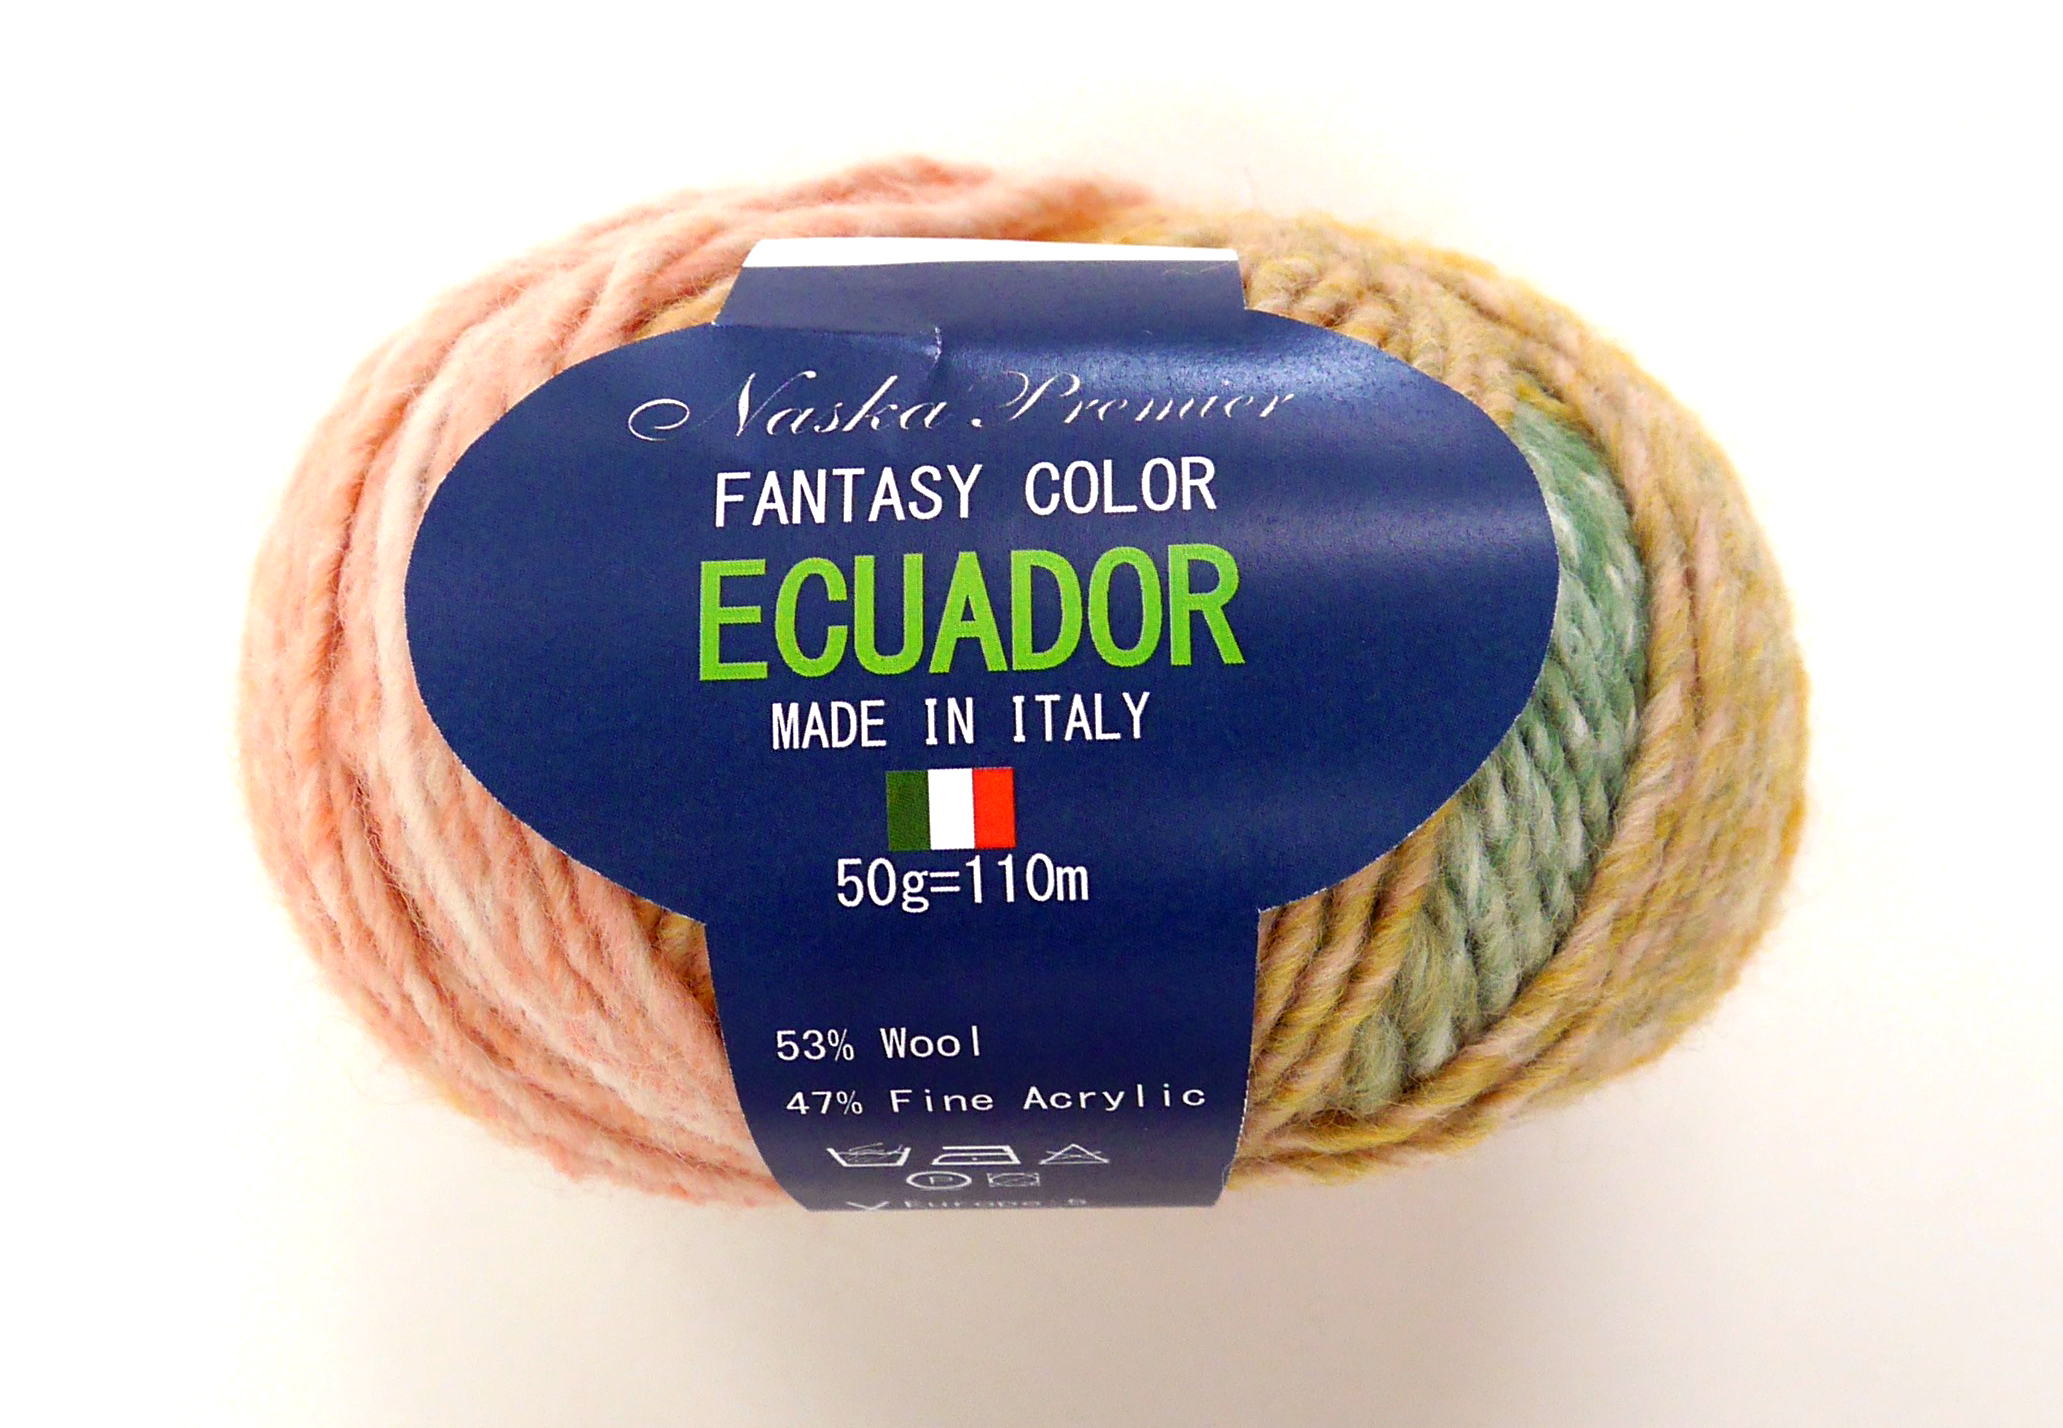 Naska Premier
FANTASY COLOR
ECUADOR
MADE IN ITALY
50g=110m
53% Wool
47% Fine Acrylic
P